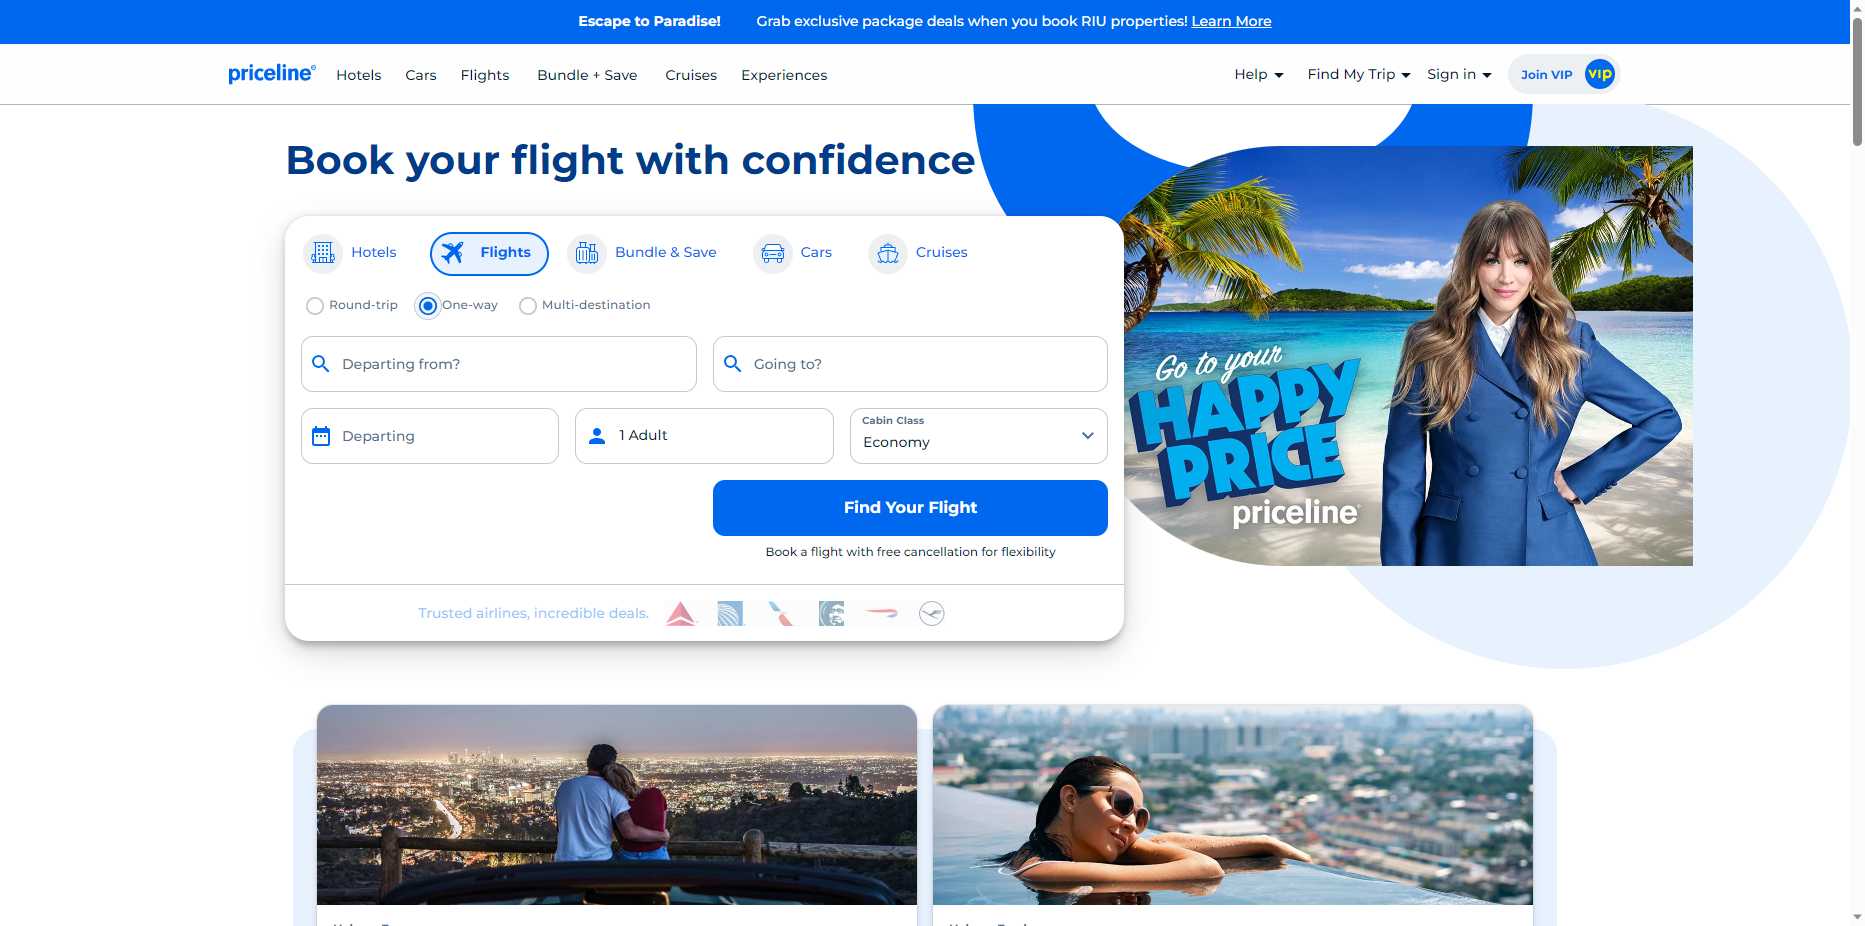 Escape to Paradise! Grab exclusive package deals when you book RIU properties! Learn More
priceline Hotels Cars Flights Bundle + Save Cruises Experiences Help Find My Trip Sign in Join VIP VIP
Book your flight with confidence
Hotels Flights Bundle & Save Cars Cruises
Round-trip One-way Multi-destination
Departing from? Going to?
Departing 1 Adult Cabin Class
Economy
Find Your Flight
Book a flight with free cancellation for flexibility
Trusted airlines, incredible deals.
Go to your
HAPPY
PRICE
priceline